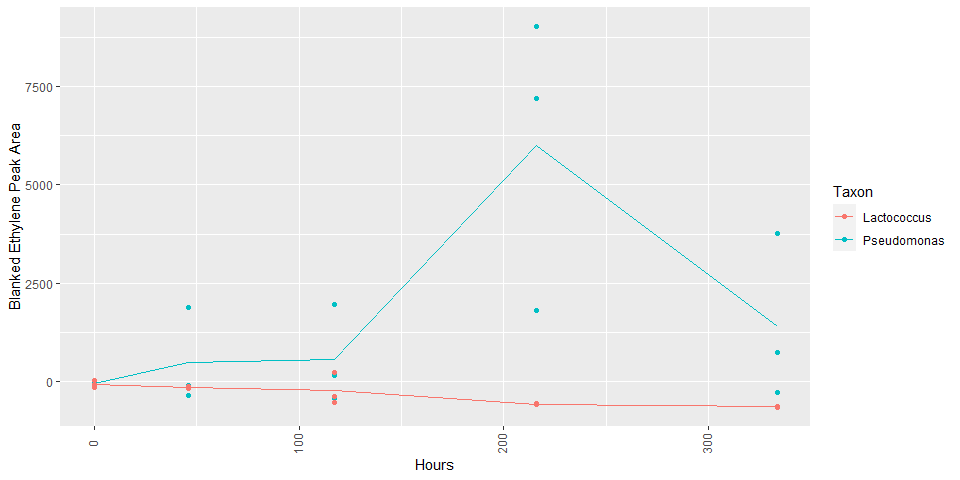 Blanked Ethylene Peak Area
7500
5000
2500
0
0
100
200
300
Hours
Taxon
Lactococcus
Pseudomonas